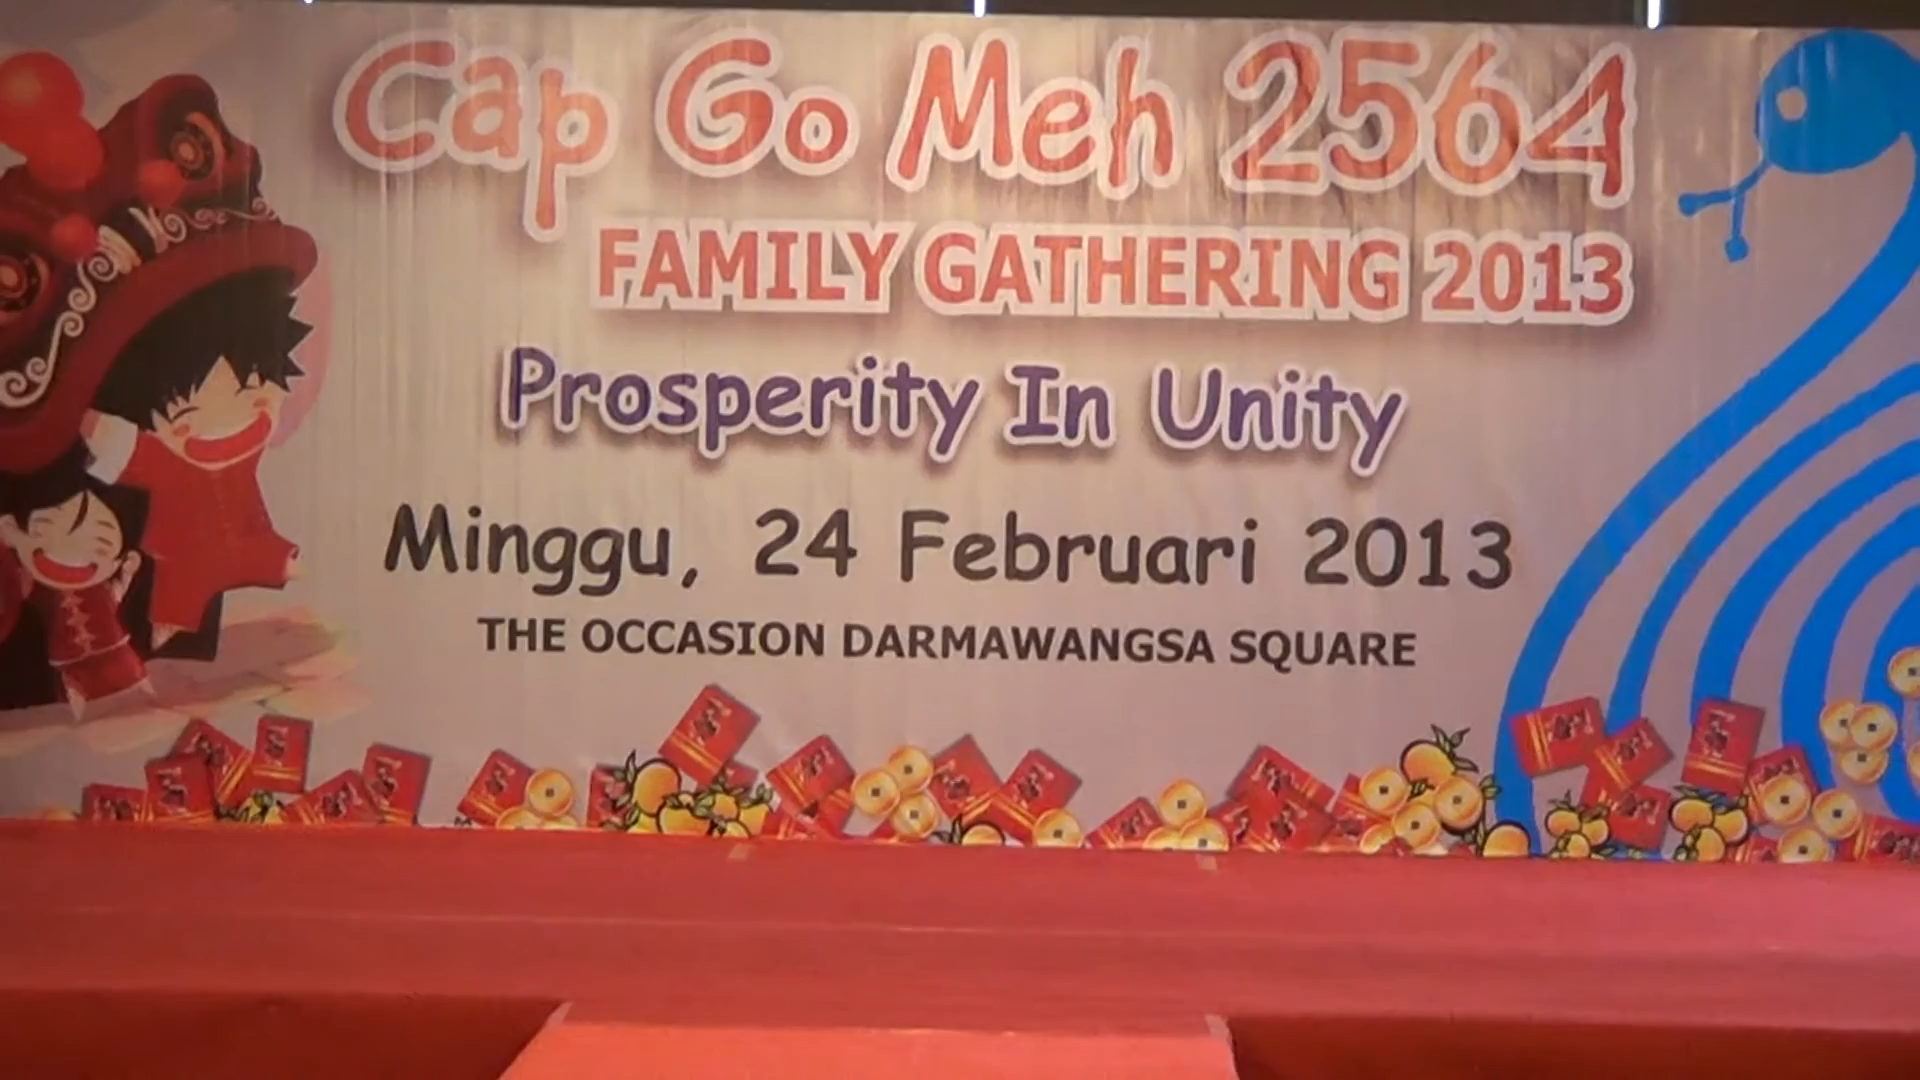 Cap Go Meh 2564
FAMILY GATHERING 2013
Prosperity In Unity
Minggu, 24 Februari 2013
THE OCCASION DARMAWANGSA SQUARE